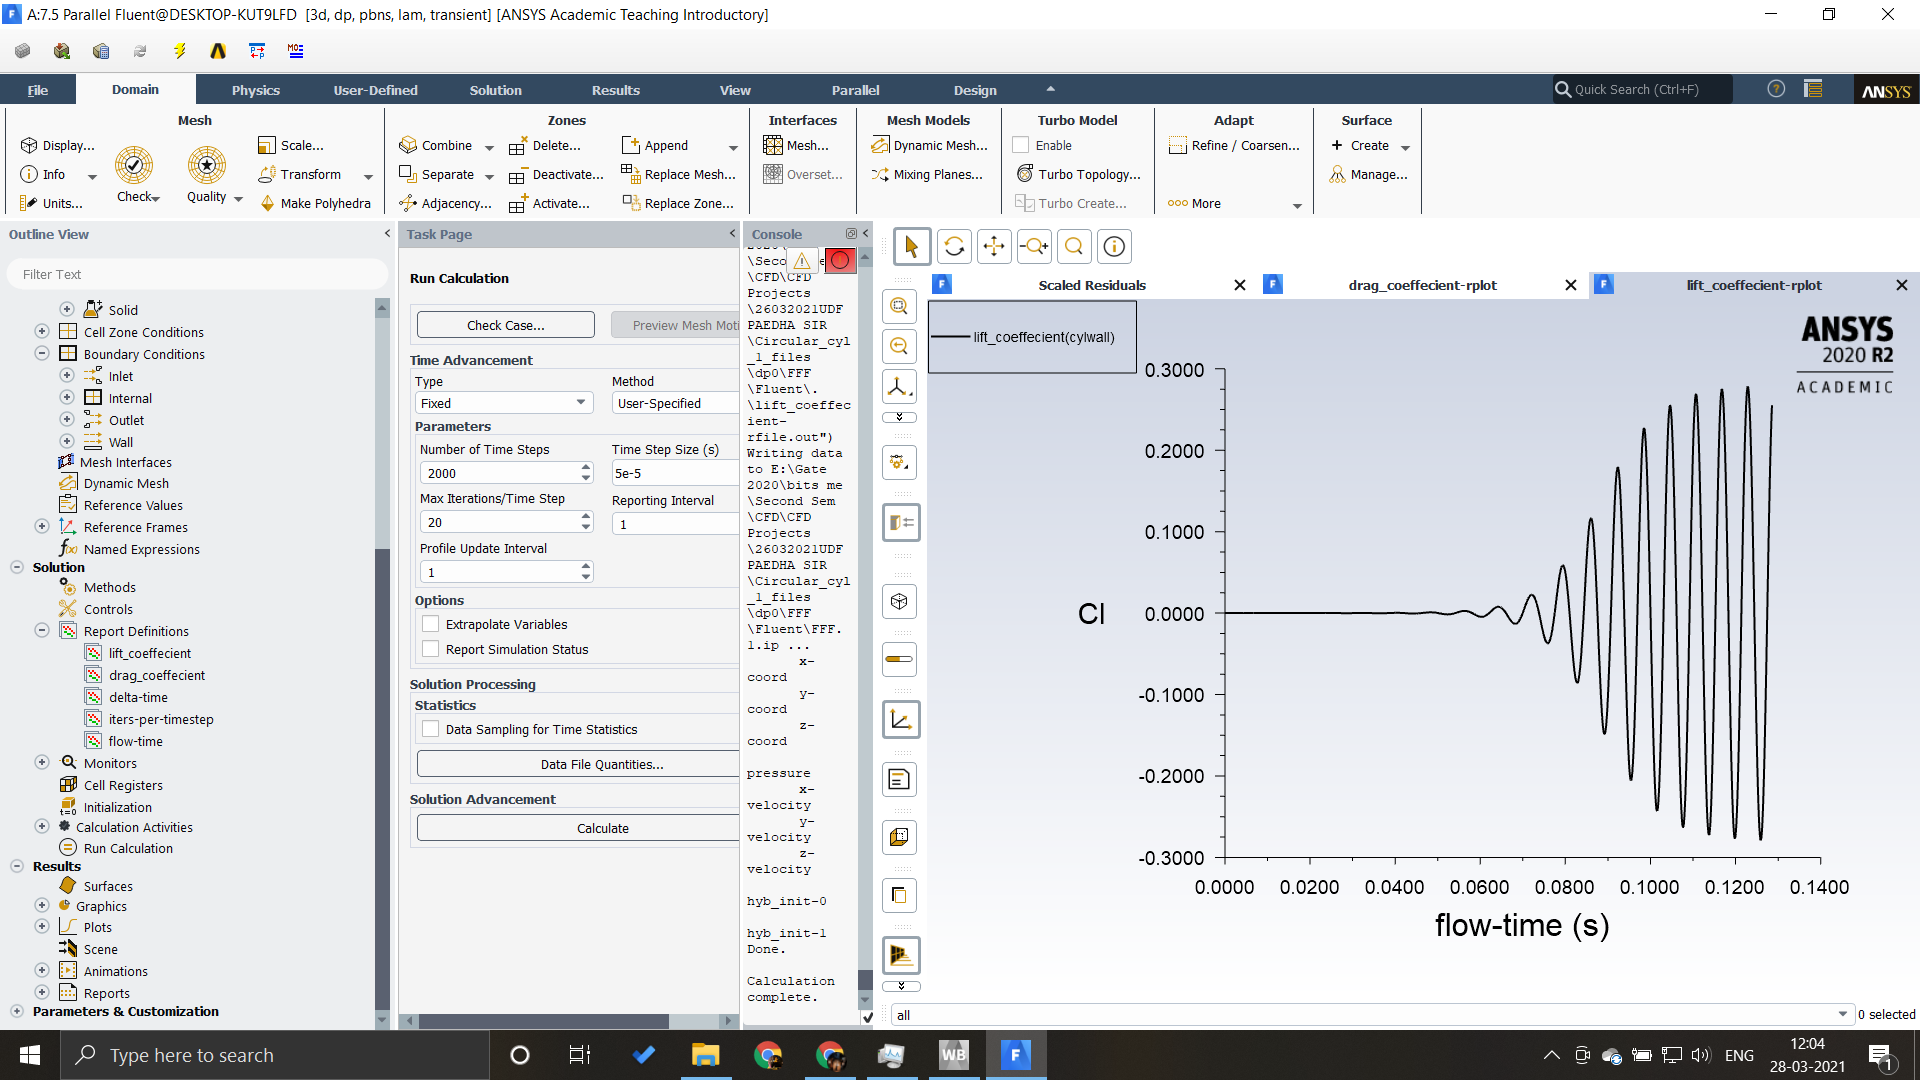 A:7.5 Parallel Fluent@DESKTOP-KUT9LFD [3d, dp, pbns, lam, transient] [ANSYS Academic Teaching Introductory]
File Domain Physics User-Defined Solution Results View Parallel Design
Quick Search (Ctrl+F)
ANSYS
Mesh
Display...
Info
Units...
Check
Quality
Scale...
Transform
Make Polyhedra
Zones
Combine
Separate
Adjacency...
Delete...
Deactivate...
Activate...
Append
Replace Mesh...
Replace Zone...
Interfaces
Mesh...
Overset...
Mesh Models
Dynamic Mesh...
Mixing Planes...
Turbo Model
Enable
Turbo Topology...
Turbo Create...
Adapt
Refine / Coarsen...
More
Surface
Create
Manage...
Outline View
Filter Text
Solid
Cell Zone Conditions
Boundary Conditions
Inlet
Internal
Outlet
Wall
Mesh Interfaces
Dynamic Mesh
Reference Values
Reference Frames
Named Expressions
Solution
Methods
Controls
Report Definitions
lift_coeffecient
drag_coeffecient
delta-time
iters-per-timestep
flow-time
Monitors
Cell Registers
Initialization
Calculation Activities
Run Calculation
Results
Surfaces
Graphics
Plots
Scene
Animations
Reports
Parameters & Customization
Task Page
Run Calculation
Check Case...
Preview Mesh Moti
Time Advancement
Type
Method
Fixed
User-Specified
Parameters
Number of Time Steps
Time Step Size (s)
2000
5e-5
Max Iterations/Time Step
Reporting Interval
20
1
Profile Update Interval
1
Options
Extrapolate Variables
Report Simulation Status
Solution Processing
Statistics
Data Sampling for Time Statistics
Data File Quantities...
Solution Advancement
Calculate
Console
\CFD\CFD
Projects
\26032021UDF
PAEDHA SIR
\Circular_cyl
_1_files
\dp0\FFF
\Fluent\.
\lift_coeffec
ient-
rfile.out")
Writing data
to E:\Gate
2020\bits me
\Second Sem
\CFD\CFD
Projects
\26032021UDF
PAEDHA SIR
\Circular_cyl
_1_files
\dp0\FFF
\Fluent\FFF.
1.ip ...
x-
coord
y-
coord
z-
coord
pressure
x-
velocity
y-
velocity
z-
velocity
hyb_init-0
hyb_init-1
Done.
Calculation
complete.
Scaled Residuals
drag_coeffecient-rplot
lift_coeffecient-rplot
lift_coeffecient(cylwall)
ANSYS
2020 R2
ACADEMIC
0.3000
0.2000
0.1000
Cl
0.0000
-0.1000
-0.2000
-0.3000
0.0000 0.0200 0.0400 0.0600 0.0800 0.1000 0.1200 0.1400
flow-time (s)
all
0 selected
Type here to search
WB
F
ENG
12:04
28-03-2021
1